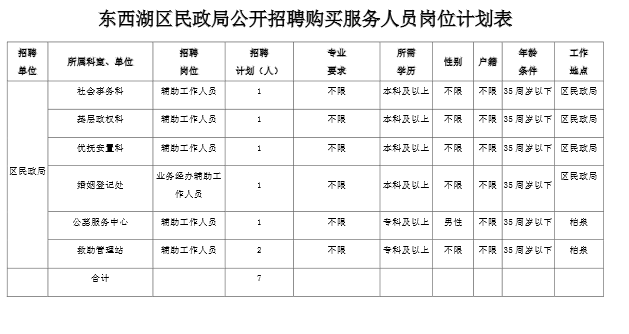 东西湖区民政局公开招聘购买服务人员岗位计划表
招聘单位 所属科室、单位 招聘岗位 招聘计划（人） 专业要求 所需学历 性别 户籍 年龄条件 工作地点
区民政局 社会事务科 辅助工作人员 1 不限 本科及以上 不限 不限 35周岁以下 区民政局
基层政权科 辅助工作人员 1 不限 本科及以上 不限 不限 35周岁以下 区民政局
优抚安置科 辅助工作人员 1 不限 本科及以上 不限 不限 35周岁以下 区民政局
婚姻登记处 业务经办辅助工作人员 1 不限 本科及以上 不限 不限 35周岁以下 区民政局
公墓服务中心 辅助工作人员 1 不限 专科及以上 男性 不限 35周岁以下 柏泉
救助管理站 辅助工作人员 2 不限 专科及以上 不限 不限 35周岁以下 柏泉
合计 7